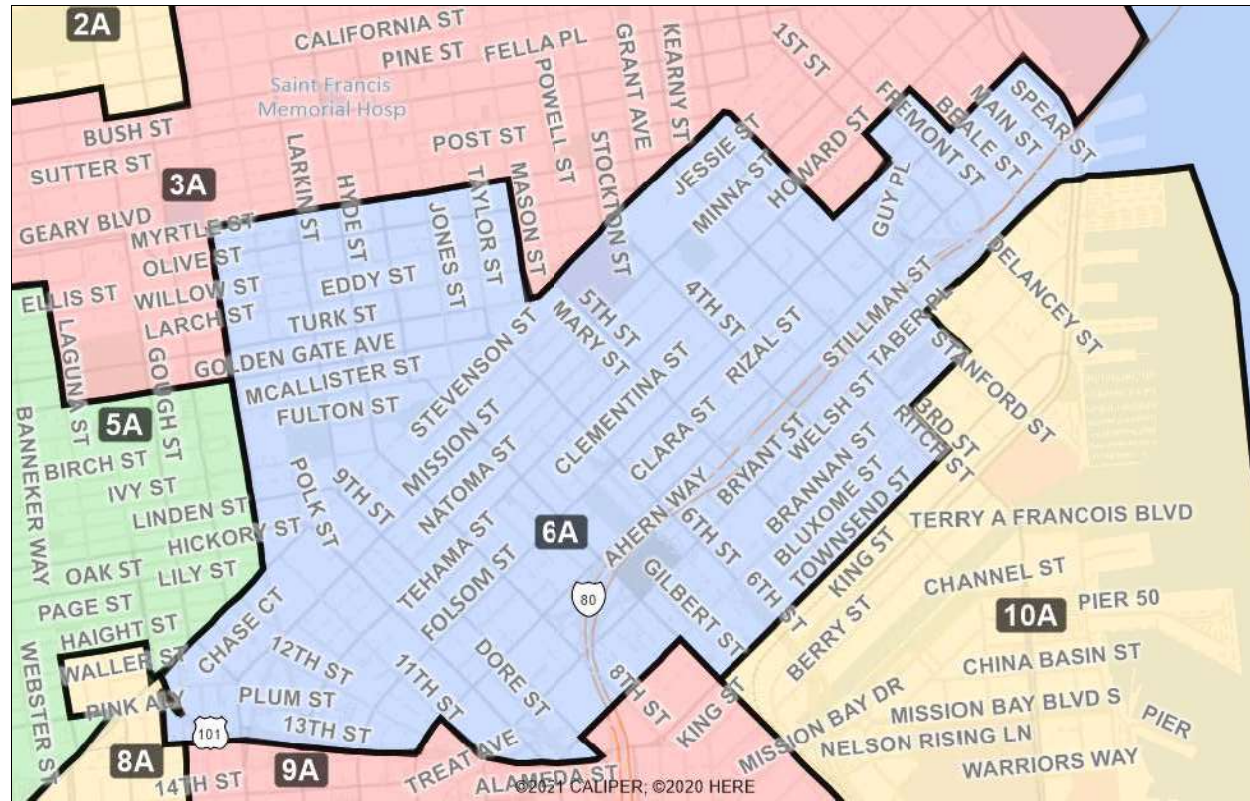 2A
CALIFORNIA ST
PINE ST
FELLA PL
GRANT AVE
KEARNY ST
1ST ST
Saint Francis
Memorial Hosp
POWELL ST
BUSH ST
SUTTER ST
POST ST
STOCKTON ST
JESSIE ST
HOWARD ST
FREMONT ST
BEALE ST
MAIN ST
SPEAR ST
3A
LARKIN ST
HYDE ST
JONES ST
TAYLOR ST
MASON ST
MINNA ST
GUY PL
GEARY BLVD
MYRTLE ST
OLIVE ST
EDDY ST
ELLIS ST
WILLOW ST
TURK ST
LARCH ST
GOLDEN GATE AVE
5TH ST
MARY ST
4TH ST
RIZAL ST
STILLMAN ST
TABER PL
DELANCEY ST
STANFORD ST
LAGUNA ST
GOUGH ST
MCALLISTER ST
FULTON ST
STEVENSON ST
MISSION ST
CLEMENTINA ST
CLARA ST
BRYANT ST
WELSH ST
3RD ST
RITCH ST
5A
BANNEKER WAY
BIRCH ST
IVY ST
LINDEN ST
HICKORY ST
POLK ST
9TH ST
NATOMA ST
BRANNAN ST
BLUXOME ST
TOWNSEND ST
OAK ST
LILY ST
TEHAMA ST
FOLSOM ST
6A
AHERN WAY
6TH ST
6TH ST
KING ST
TERRY A FRANCOIS BLVD
PAGE ST
HAIGHT ST
CHASE CT
80
GILBERT ST
BERRY ST
CHANNEL ST
10A
PIER 50
WALLER ST
WEBSTER ST
12TH ST
11TH ST
DORE ST
8TH ST
KING ST
CHINA BASIN ST
PINK ALY
PLUM ST
13TH ST
101
MISSION BAY DR
MISSION BAY BLVD S
PIER
NELSON RISING LN
8A
9A
14TH ST
TREAT AVE
ALAMEDA ST
WARRIORS WAY
©2021 CALIPER; ©2020 HERE